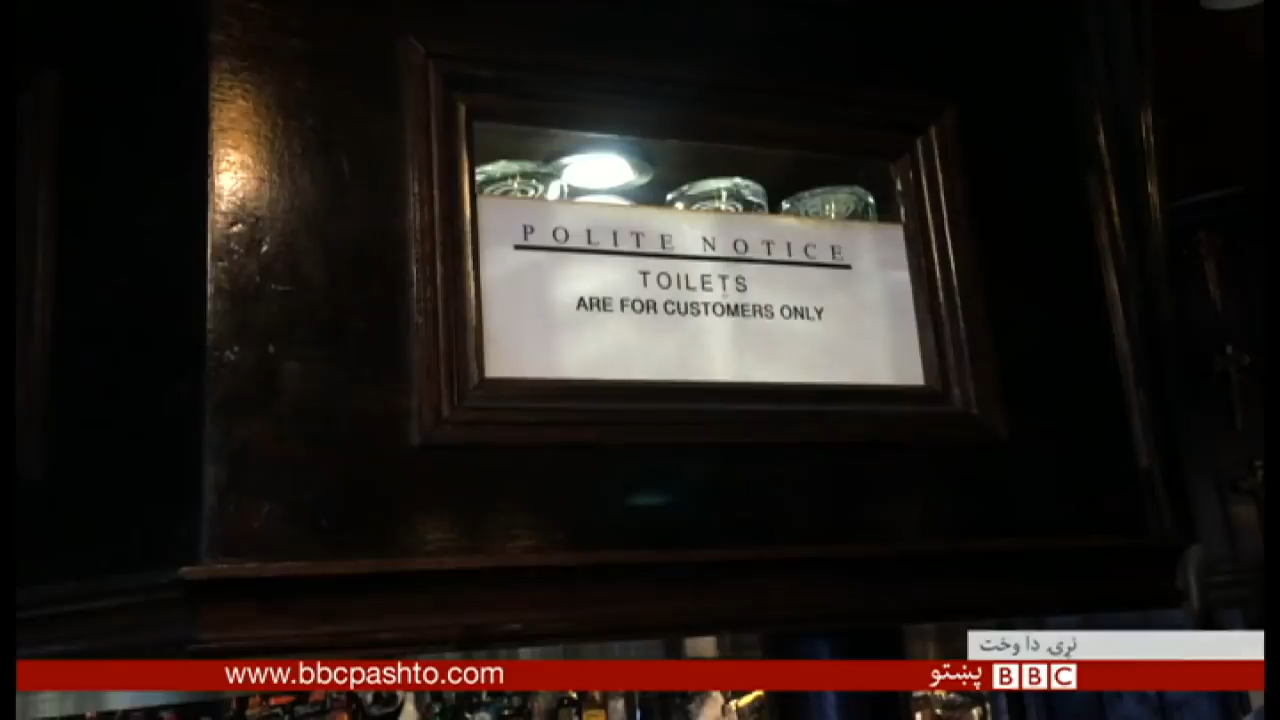 POLITE NOTICE
TOILETS
ARE FOR CUSTOMERS ONLY
نړۍ دا وخت
www.bbcpashto.com
پښتو BBC